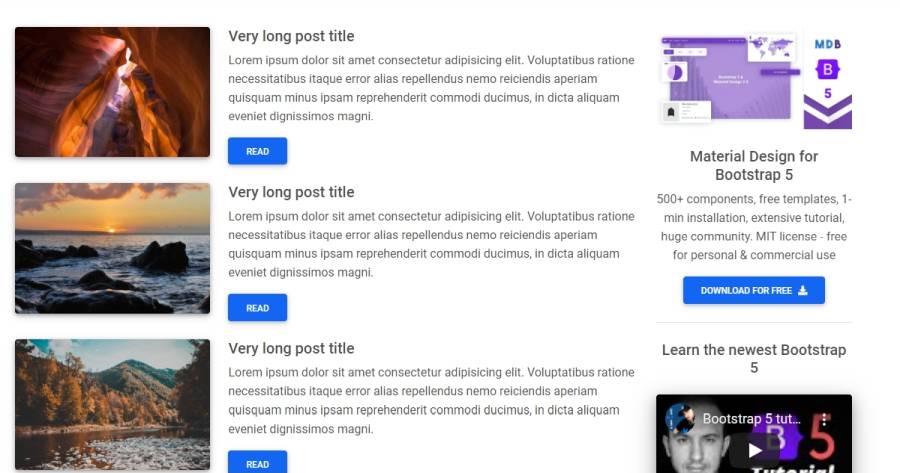 Very long post title
Lorem ipsum dolor sit amet consectetur adipisicing elit. Voluptatibus ratione
necessitatibus itaque error alias repellendus nemo reiciendis aperiam
quisquam minus ipsam reprehenderit commodi ducimus, in dicta aliquam
eveniet dignissimos magni.
READ
Very long post title
Lorem ipsum dolor sit amet consectetur adipisicing elit. Voluptatibus ratione
necessitatibus itaque error alias repellendus nemo reiciendis aperiam
quisquam minus ipsam reprehenderit commodi ducimus, in dicta aliquam
eveniet dignissimos magni.
READ
Very long post title
Lorem ipsum dolor sit amet consectetur adipisicing elit. Voluptatibus ratione
necessitatibus itaque error alias repellendus nemo reiciendis aperiam
quisquam minus ipsam reprehenderit commodi ducimus, in dicta aliquam
eveniet dignissimos magni.
READ
MDB
B
5
Material Design for
Bootstrap 5
500+ components, free templates, 1-
min installation, extensive tutorial,
huge community. MIT license - free
for personal & commercial use
DOWNLOAD FOR FREE
Learn the newest Bootstrap
5
Bootstrap 5 tut...
B 5
Tutorial